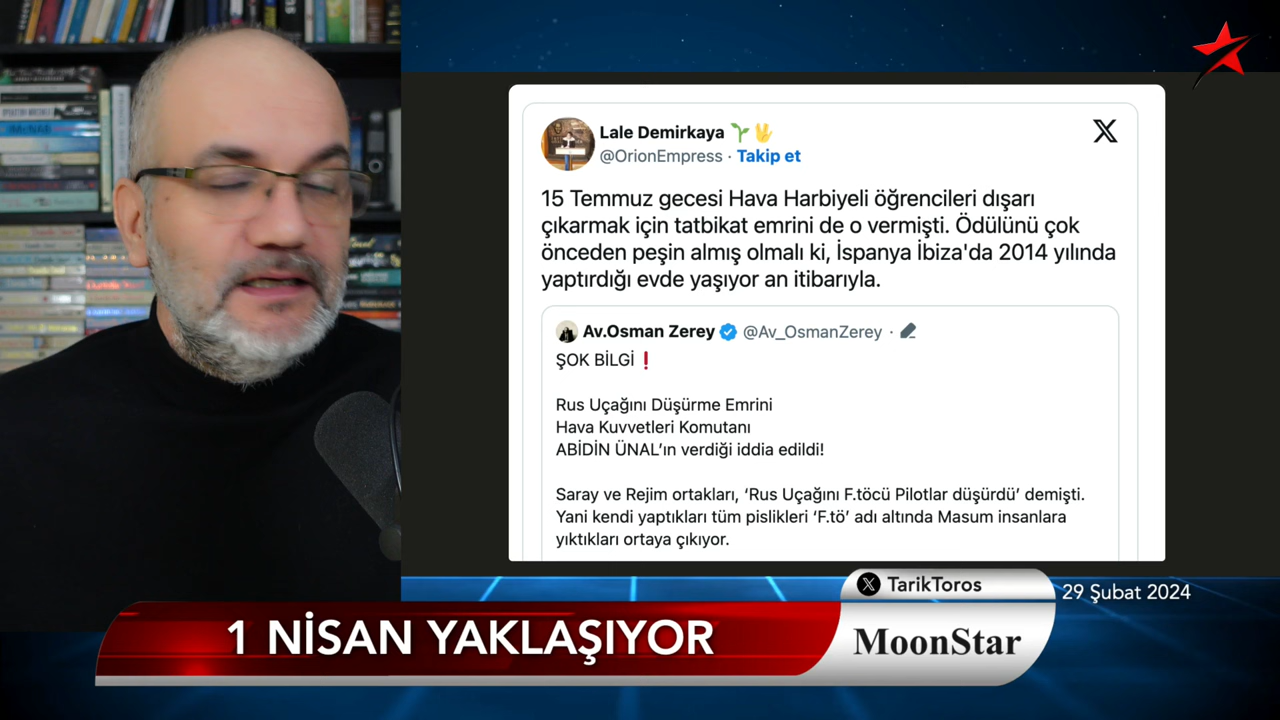 Lale Demirkaya 🌱🖖
@OrionEmpress · Takip et
15 Temmuz gecesi Hava Harbiyeli öğrencileri dışarı
çıkarmak için tatbikat emrini de o vermişti. Ödülünü çok
önceden peşin almış olmalı ki, İspanya İbiza'da 2014 yılında
yaptırdığı evde yaşıyor an itibarıyla.
Av.Osman Zerey @Av_OsmanZerey ·
ŞOK BİLGİ❗
Rus Uçağını Düşürme Emrini
Hava Kuvvetleri Komutanı
ABİDİN ÜNAL’ın verdiği iddia edildi!
Saray ve Rejim ortakları, ‘Rus Uçağını F.töcü Pilotlar düşürdü’ demişti.
Yani kendi yaptıkları tüm pislikleri ‘F.tö’ adı altında Masum insanlara
yıktıkları ortaya çıkıyor.
TarikToros
29 Şubat 2024
1 NİSAN YAKLAŞIYOR
MoonStar